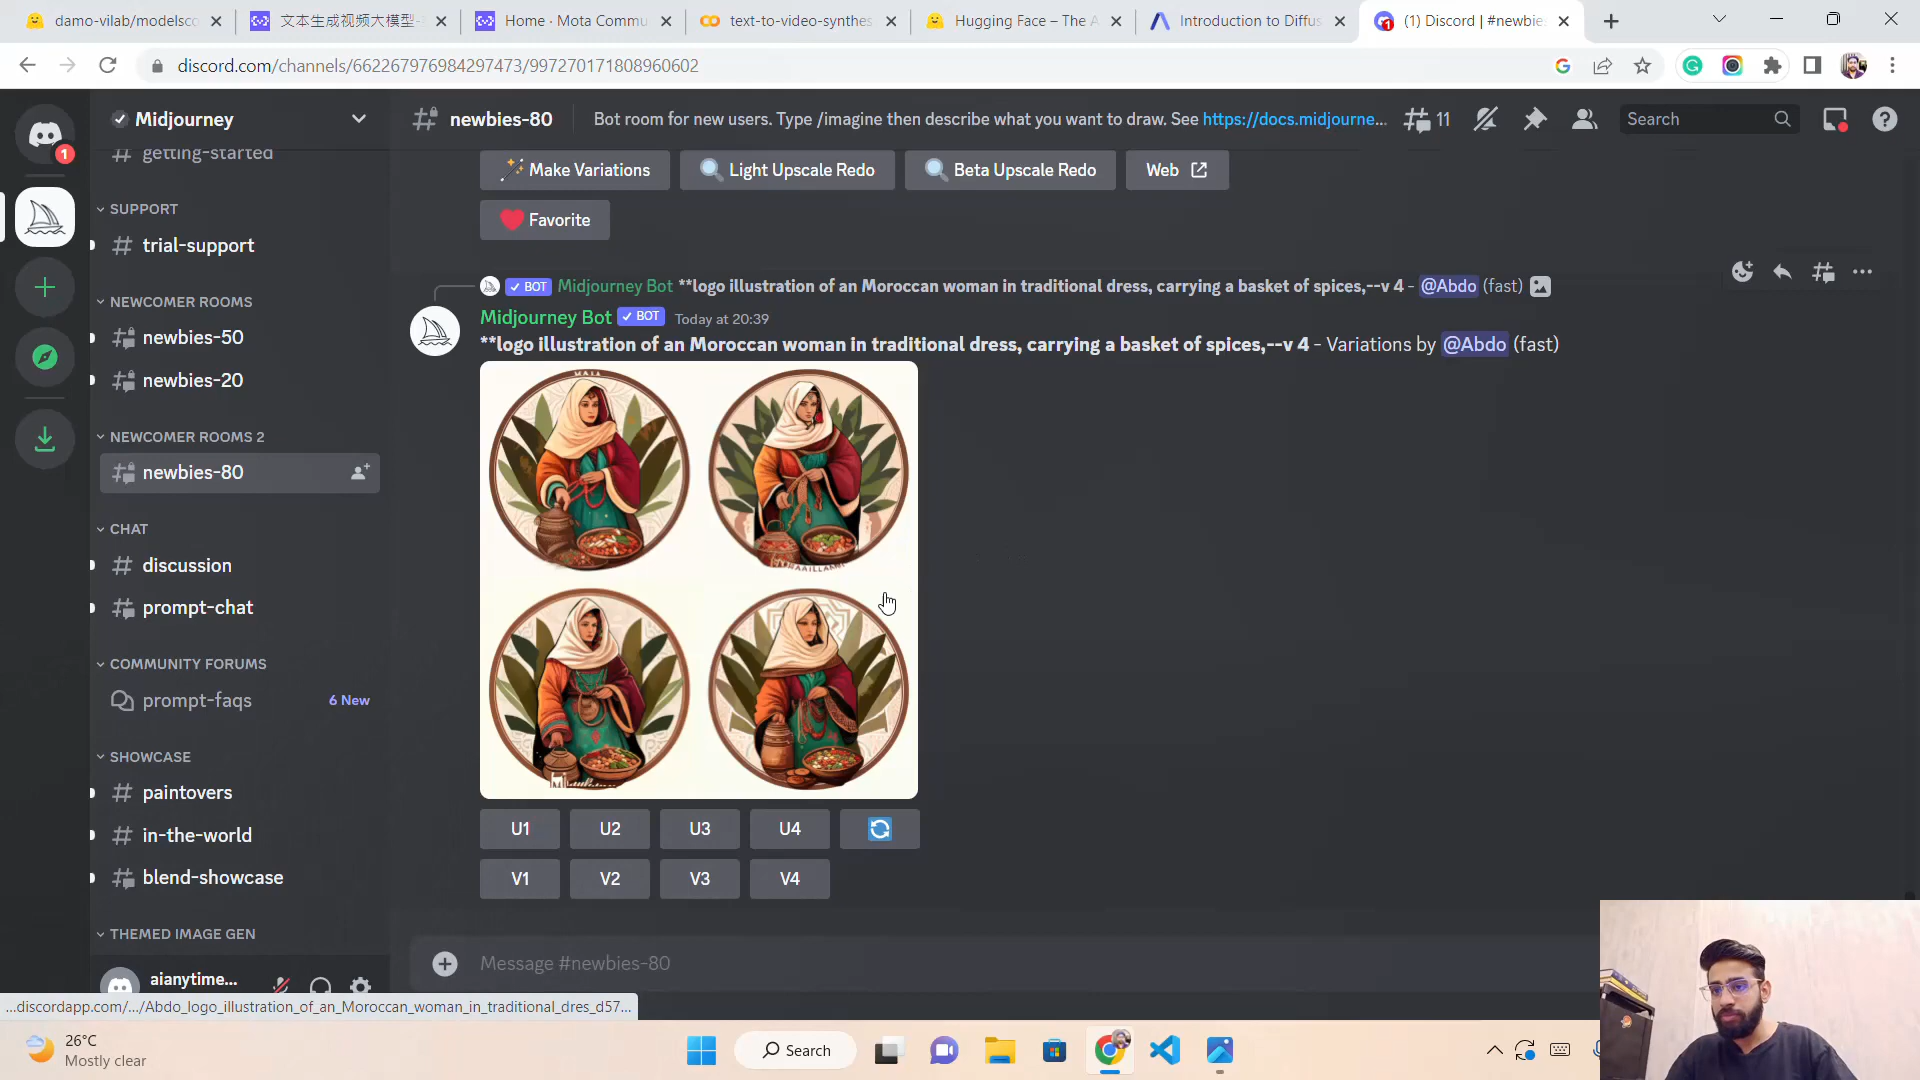 damo-vilab/modelsco
文本生成视频大模型-
Home · Mota Commu
text-to-video-synthes
Hugging Face – The A
Introduction to Diffus
(1) Discord | #newbie
discord.com/channels/662267976984297473/997270171808960602
1
Midjourney
getting-started
SUPPORT
trial-support
NEWCOMER ROOMS
newbies-50
newbies-20
NEWCOMER ROOMS 2
newbies-80
CHAT
discussion
prompt-chat
COMMUNITY FORUMS
prompt-faqs 6 New
SHOWCASE
paintovers
in-the-world
blend-showcase
THEMED IMAGE GEN
aianytime...
newbies-80 Bot room for new users. Type /imagine then describe what you want to draw. See https://docs.midjourne... 11 Search
Make Variations Light Upscale Redo Beta Upscale Redo Web
Favorite
BOT Midjourney Bot **logo illustration of an Moroccan woman in traditional dress, carrying a basket of spices,--v 4 - @Abdo (fast)
Midjourney Bot BOT Today at 20:39
**logo illustration of an Moroccan woman in traditional dress, carrying a basket of spices,--v 4 - Variations by @Abdo (fast)
U1 U2 U3 U4
V1 V2 V3 V4
Message #newbies-80
...discordapp.com/.../Abdo_logo_illustration_of_an_Moroccan_woman_in_traditional_dres_d57...
26°C
Mostly clear
Search